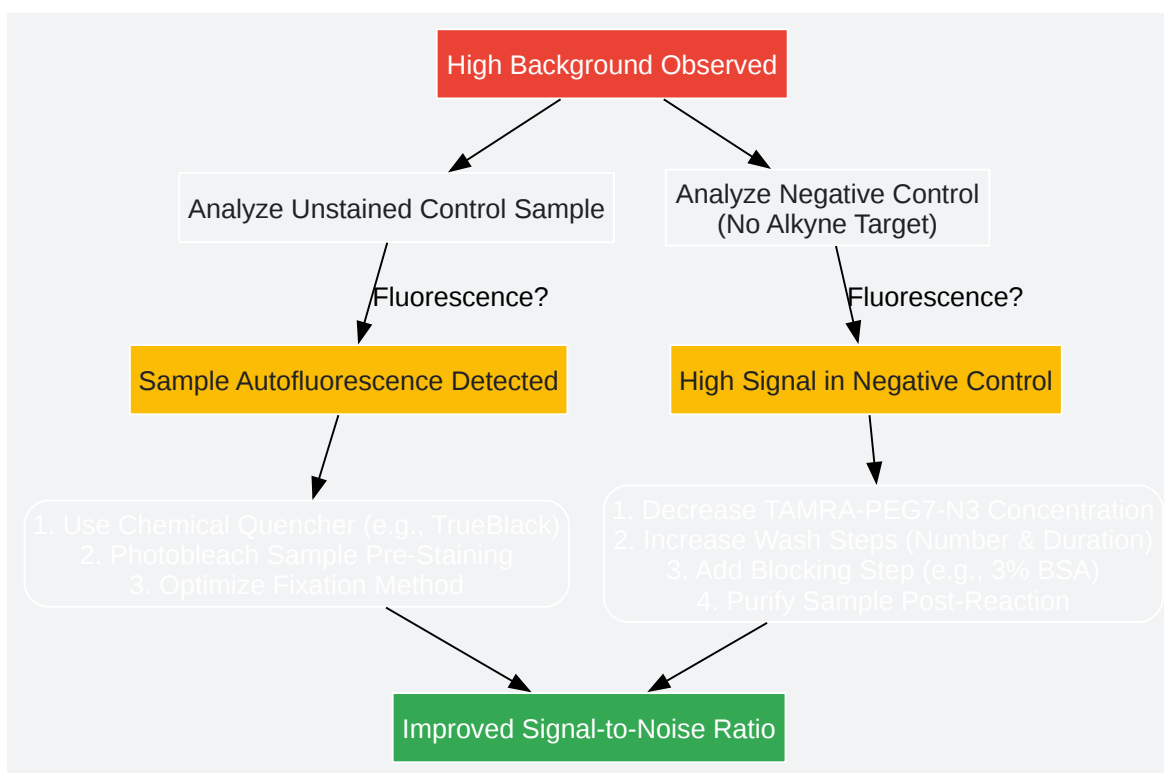 High Background Observed
Analyze Unstained Control Sample
Analyze Negative Control
(No Alkyne Target)
Fluorescence?
Fluorescence?
Sample Autofluorescence Detected
High Signal in Negative Control
1. Use Chemical Quencher (e.g., TrueBlack)
2. Photobleach Sample Pre-Staining
3. Optimize Fixation Method
1. Decrease TAMRA-PEG7-N3 Concentration
2. Increase Wash Steps (Number & Duration)
3. Add Blocking Step (e.g., 3% BSA)
4. Purify Sample Post-Reaction
Improved Signal-to-Noise Ratio